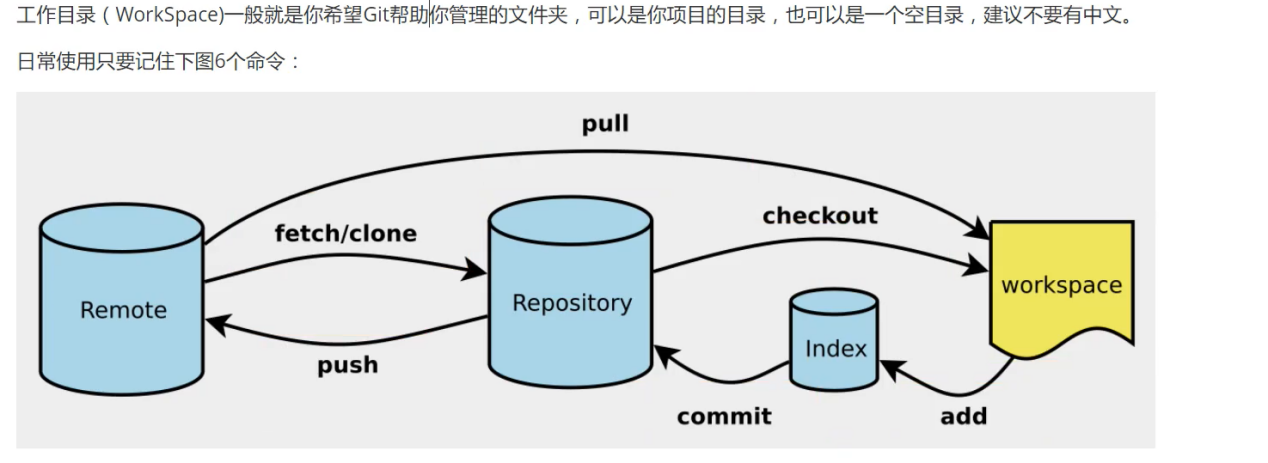 工作目录（WorkSpace)一般就是你希望Git帮助你管理的文件夹，可以是你项目的目录，也可以是一个空目录，建议不要有中文。
日常使用只要记住下图6个命令：
pull
fetch/clone
checkout
Remote
Repository
workspace
Index
push
commit
add